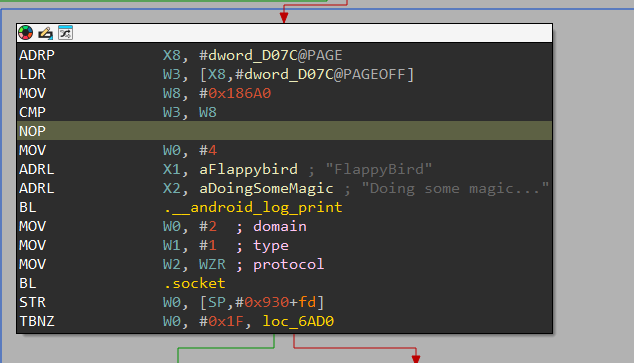 ADRP X8, #dword_D07C@PAGE
LDR W3, [X8,#dword_D07C@PAGEOFF]
MOV W8, #0x186A0
CMP W3, W8
NOP
MOV W0, #4
ADRL X1, aFlappybird ; "FlappyBird"
ADRL X2, aDoingSomeMagic ; "Doing some magic..."
BL .__android_log_print
MOV W0, #2 ; domain
MOV W1, #1 ; type
MOV W2, WZR ; protocol
BL .socket
STR W0, [SP,#0x930+fd]
TBNZ W0, #0x1F, loc_6AD0